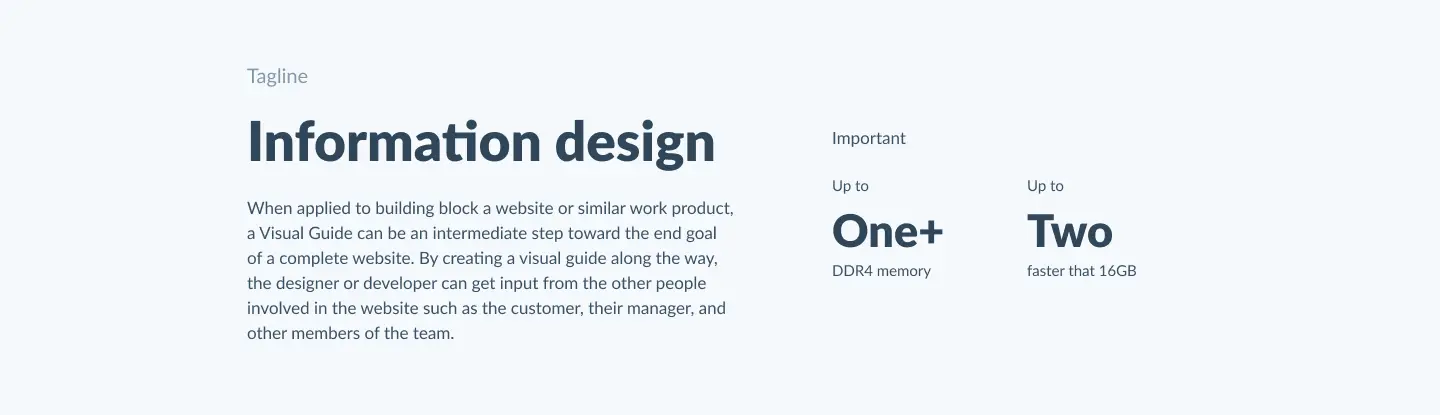 Tagline
Information design
When applied to building block a website or similar work product,
a Visual Guide can be an intermediate step toward the end goal
of a complete website. By creating a visual guide along the way,
the designer or developer can get input from the other people
involved in the website such as the customer, their manager, and
other members of the team.
Important
Up to
One+
DDR4 memory
Up to
Two
faster that 16GB